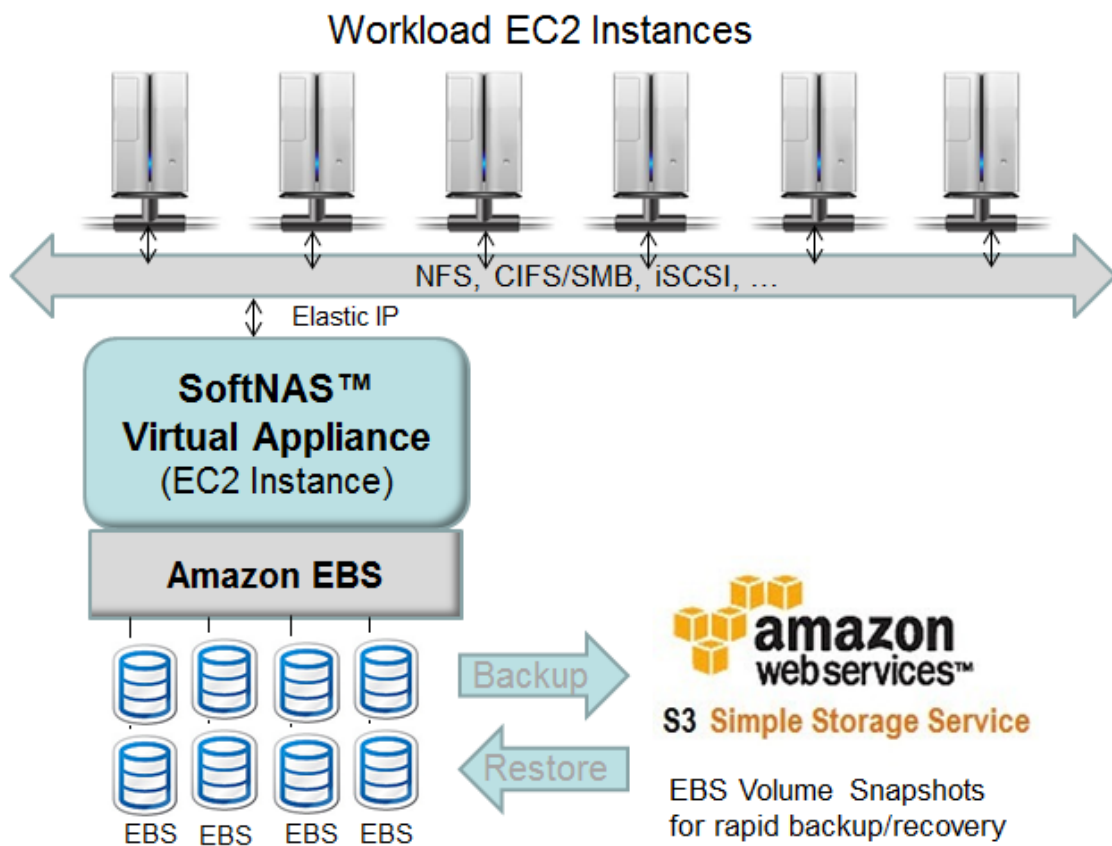 Workload EC2 Instances
NFS, CIFS/SMB, iSCSI, ...
Elastic IP
SoftNAS™
Virtual Appliance
(EC2 Instance)
Amazon EBS
Backup
Restore
EBS EBS EBS EBS
amazon
webservices™
S3 Simple Storage Service
EBS Volume Snapshots
for rapid backup/recovery